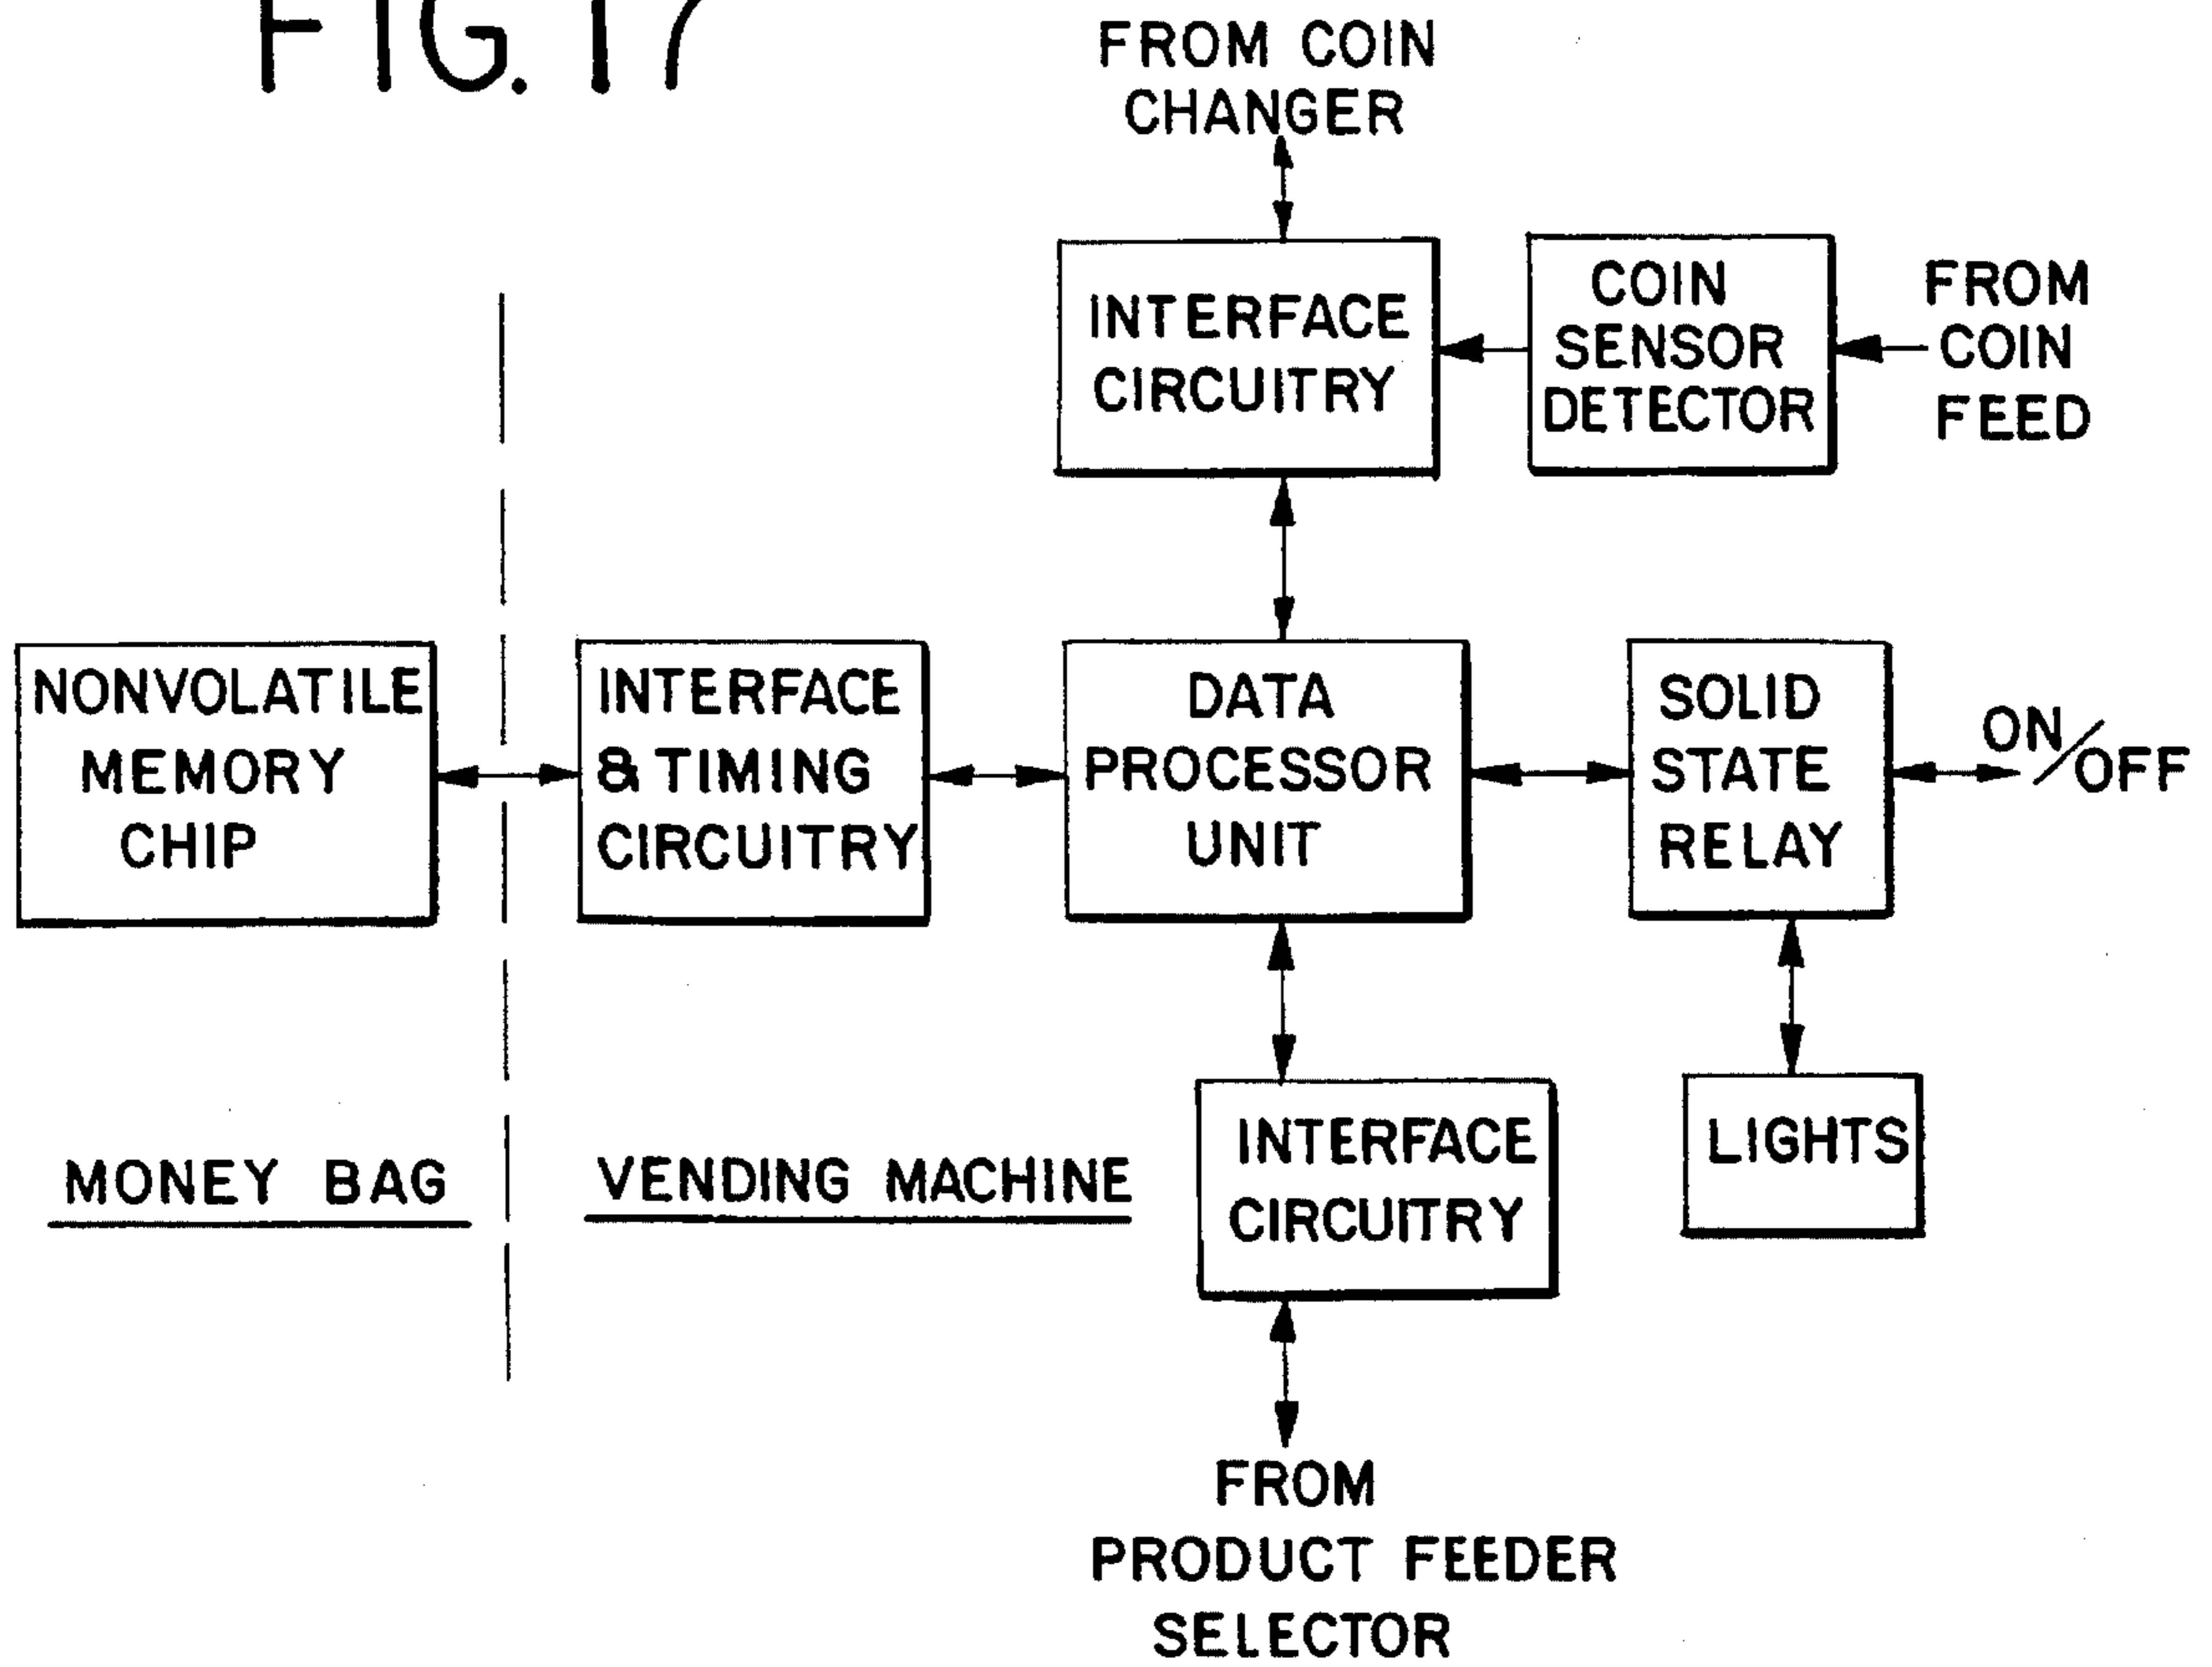 FIG. 17
FROM COIN
CHANGER
INTERFACE
CIRCUITRY
COIN
SENSOR
DETECTOR
FROM
COIN
FEED
NONVOLATILE
MEMORY
CHIP
INTERFACE
& TIMING
CIRCUITRY
DATA
PROCESSOR
UNIT
SOLID
STATE
RELAY
ON/OFF
MONEY BAG
VENDING MACHINE
INTERFACE
CIRCUITRY
LIGHTS
FROM
PRODUCT FEEDER
SELECTOR